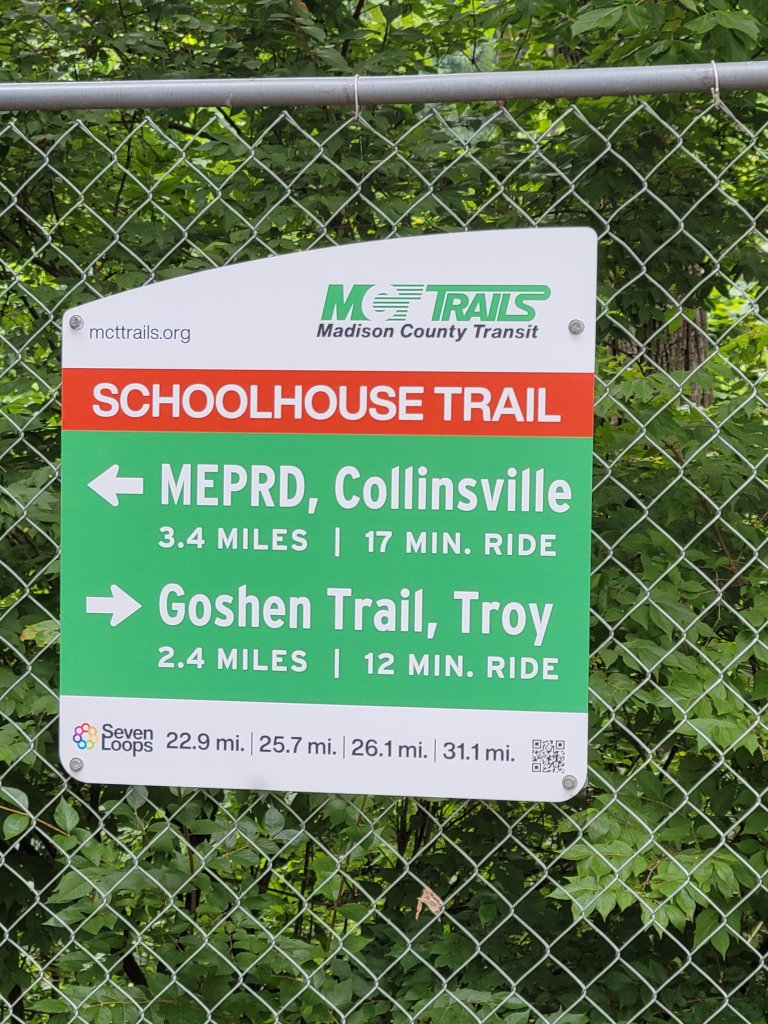 MCT TRAILS
mcttrails.org
Madison County Transit
SCHOOLHOUSE TRAIL
MEPRD, Collinsville
3.4 MILES | 17 MIN. RIDE
Goshen Trail, Troy
2.4 MILES | 12 MIN. RIDE
Seven Loops 22.9 mi. | 25.7 mi. | 26.1 mi. | 31.1 mi.